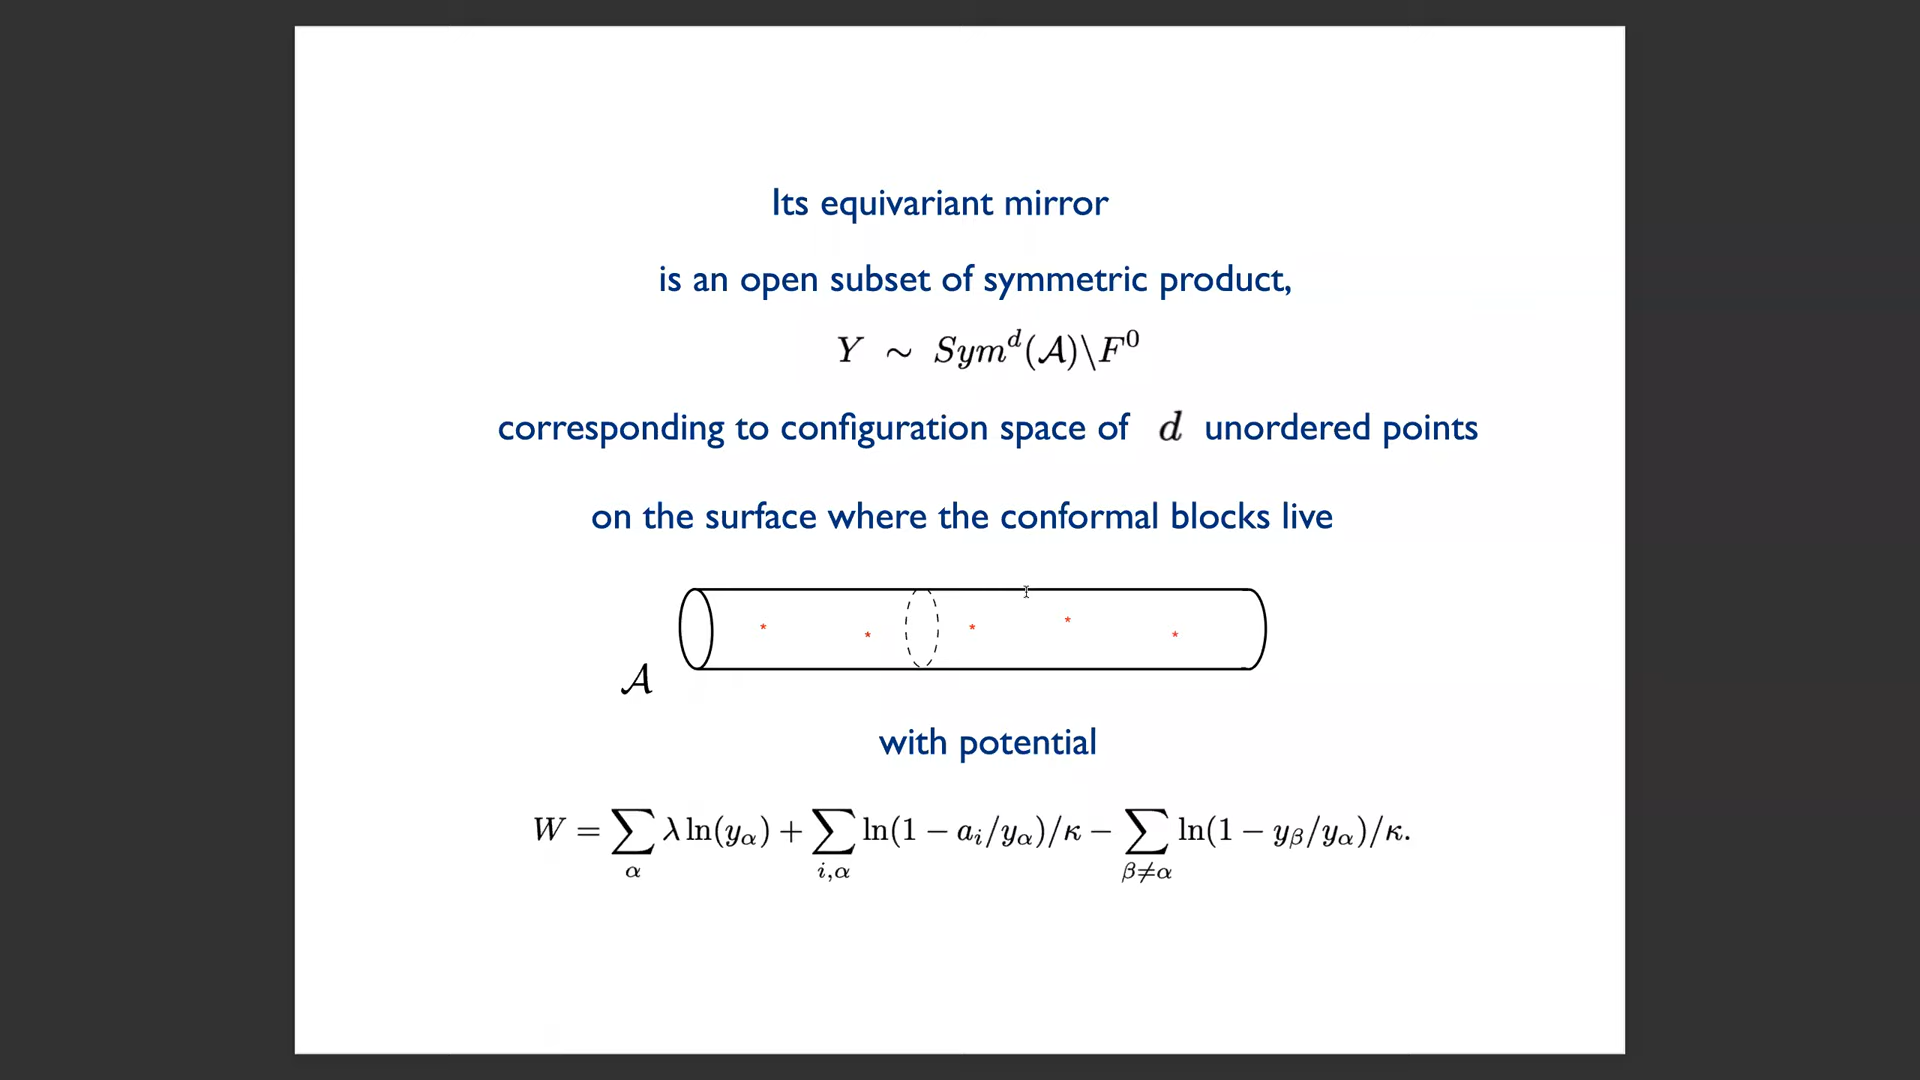 Its equivariant mirror
is an open subset of symmetric product,
Y ∼ Sym^d(𝒜)\F^0
corresponding to configuration space of d unordered points
on the surface where the conformal blocks live
𝒜
with potential
W = ∑_α λ ln(y_α) + ∑_{i,α} ln(1 − a_i/y_α)/κ − ∑_{β≠α} ln(1 − y_β/y_α)/κ.